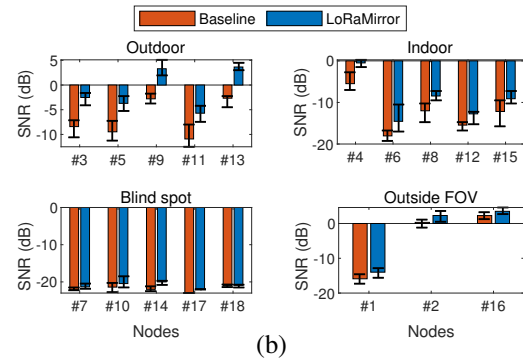 Baseline LoRaMirror
Outdoor
SNR (dB)
5
0
-5
-10
#3 #5 #9 #11 #13
Indoor
SNR (dB)
0
-10
-20
#4 #6 #8 #12 #15
Blind spot
SNR (dB)
0
-10
-20
#7 #10 #14 #17 #18
Nodes
Outside FOV
SNR (dB)
10
0
-10
-20
#1 #2 #16
Nodes
(b)